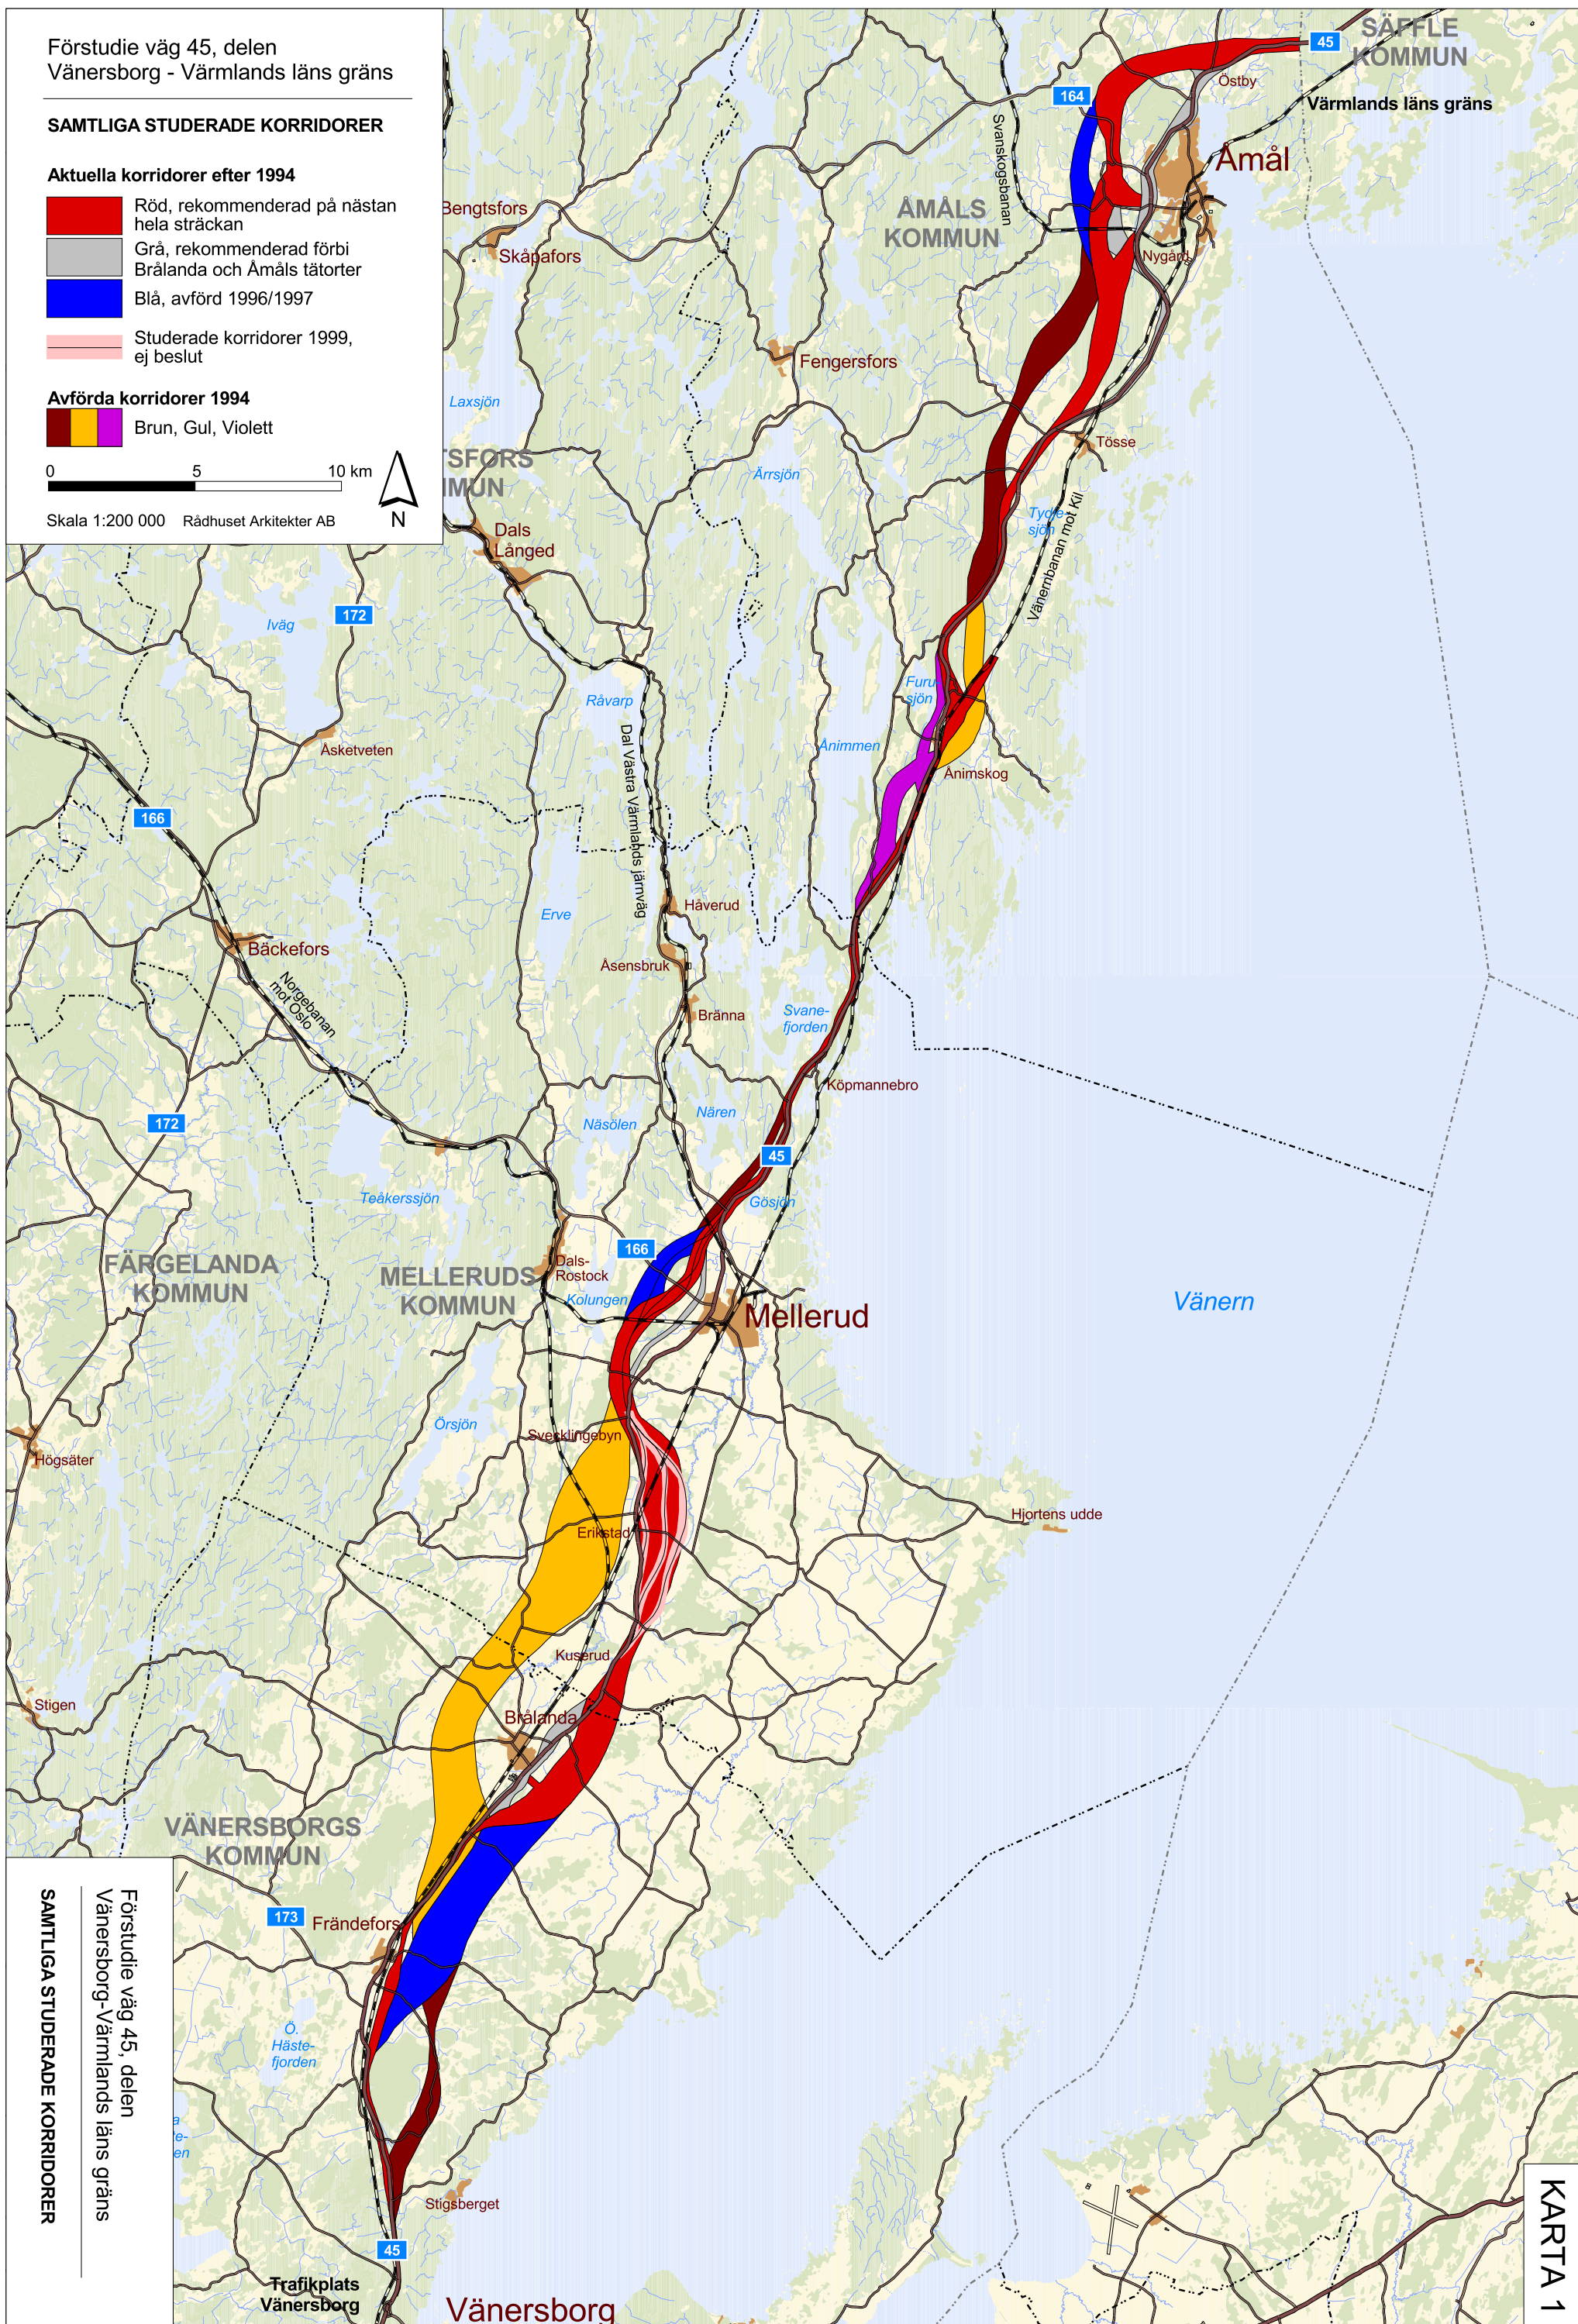 Förstudie väg 45, delen
Vänersborg - Värmlands läns gräns
SAMTLIGA STUDERADE KORRIDORER
Aktuella korridorer efter 1994
Röd, rekommenderad på nästan
hela sträckan
Grå, rekommenderad förbi
Brålanda och Åmåls tätorter
Blå, avförd 1996/1997
Studerade korridorer 1999,
ej beslut
Avförda korridorer 1994
Brun, Gul, Violett
0 5 10 km
Skala 1:200 000 Rådhuset Arkitekter AB
N
SÄFFLE
KOMMUN
45
Östby
164
Värmlands läns gräns
Svanskogsbanan
Åmål
Bengtsfors
ÅMÅLS
KOMMUN
Skåpafors
Nygård
Fengersfors
Laxsjön
Tösse
TSFORS
MUN
Ärrsjön
Tydje-
sjön
Dals
Långed
Vänernbanan mot Kil
172
Iväg
Råvarp
Furu-
sjön
Åsketveten
Dal Västra Värmlands järnväg
Ånimmen
Ånimskog
166
Håverud
Erve
Bäckefors
Åsensbruk
Norgebanan
mot Oslo
Bränna
Svane-
fjorden
Köpmannebro
172
Näsölen
Nären
45
Teåkerssjön
Gösjön
166
FÄRGELANDA
KOMMUN
MELLERUDS
KOMMUN
Dals-
Rostock
Kolungen
Mellerud
Vänern
Örsjön
Svecklingebyn
Högsäter
Hjortens udde
Erikstad
Kuserud
Stigen
Brålanda
VÄNERSBORGS
KOMMUN
173
Frändefors
Ö.
Häste-
fjorden
a
te-
en
Stigsberget
45
Trafikplats
Vänersborg
Vänersborg
Förstudie väg 45, delen
Vänersborg-Värmlands läns gräns
SAMTLIGA STUDERADE KORRIDORER
KARTA 1